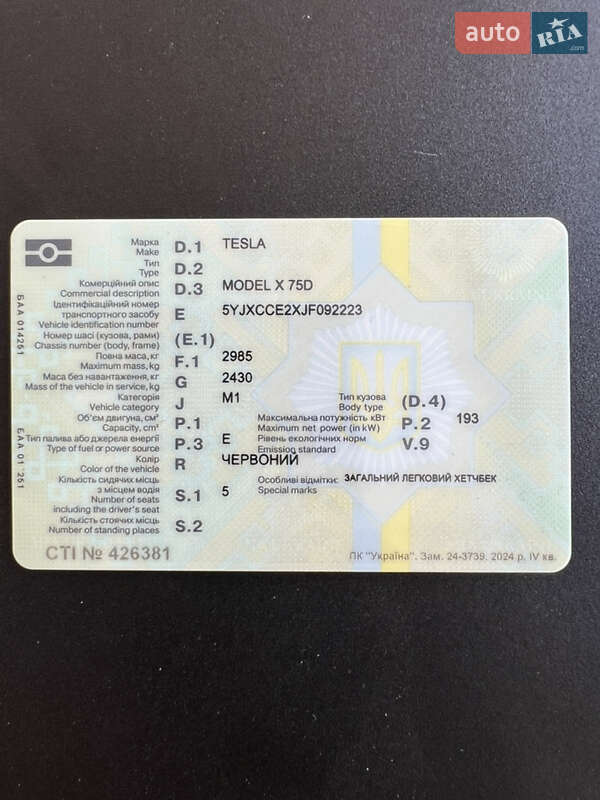 auto RIA .com
Марка
Make D.1 TESLA
Тип
Type D.2
Комерційний опис
Commercial description D.3 MODEL X 75D
Ідентифікаційний номер
транспортного засобу E 5YJXCCE2XJF092223
Vehicle identification number
Номер шасі (кузова, рами)
Chassis number (body, frame) (E.1)
Повна маса, кг
Maximum mass, kg F.1 2985
Маса без навантаження, кг
Mass of the vehicle in service, kg G 2430
Категорія
Vehicle category J M1
Тип кузова
Body type (D.4)
Об'єм двигуна, см³
Capacity, cm³ P.1
Максимальна потужність кВт
Maximum net power (in kW) P.2 193
Тип палива або джерела енергії
Type of fuel or power source P.3 E
Рівень екологічних норм
Emission standard V.9
Колір
Color of the vehicle R ЧЕРВОНИЙ
Кількість сидячих місць
з місцем водія
Number of seats S.1 5
including the driver's seat
Особливі відмітки: ЗАГАЛЬНИЙ ЛЕГКОВИЙ ХЕТЧБЕК
Special marks
Кількість стоячих місць
Number of standing places S.2
СТІ № 426381
ПК "Україна". Зам. 24-3739. 2024 р. IV кв.
БАА 014251